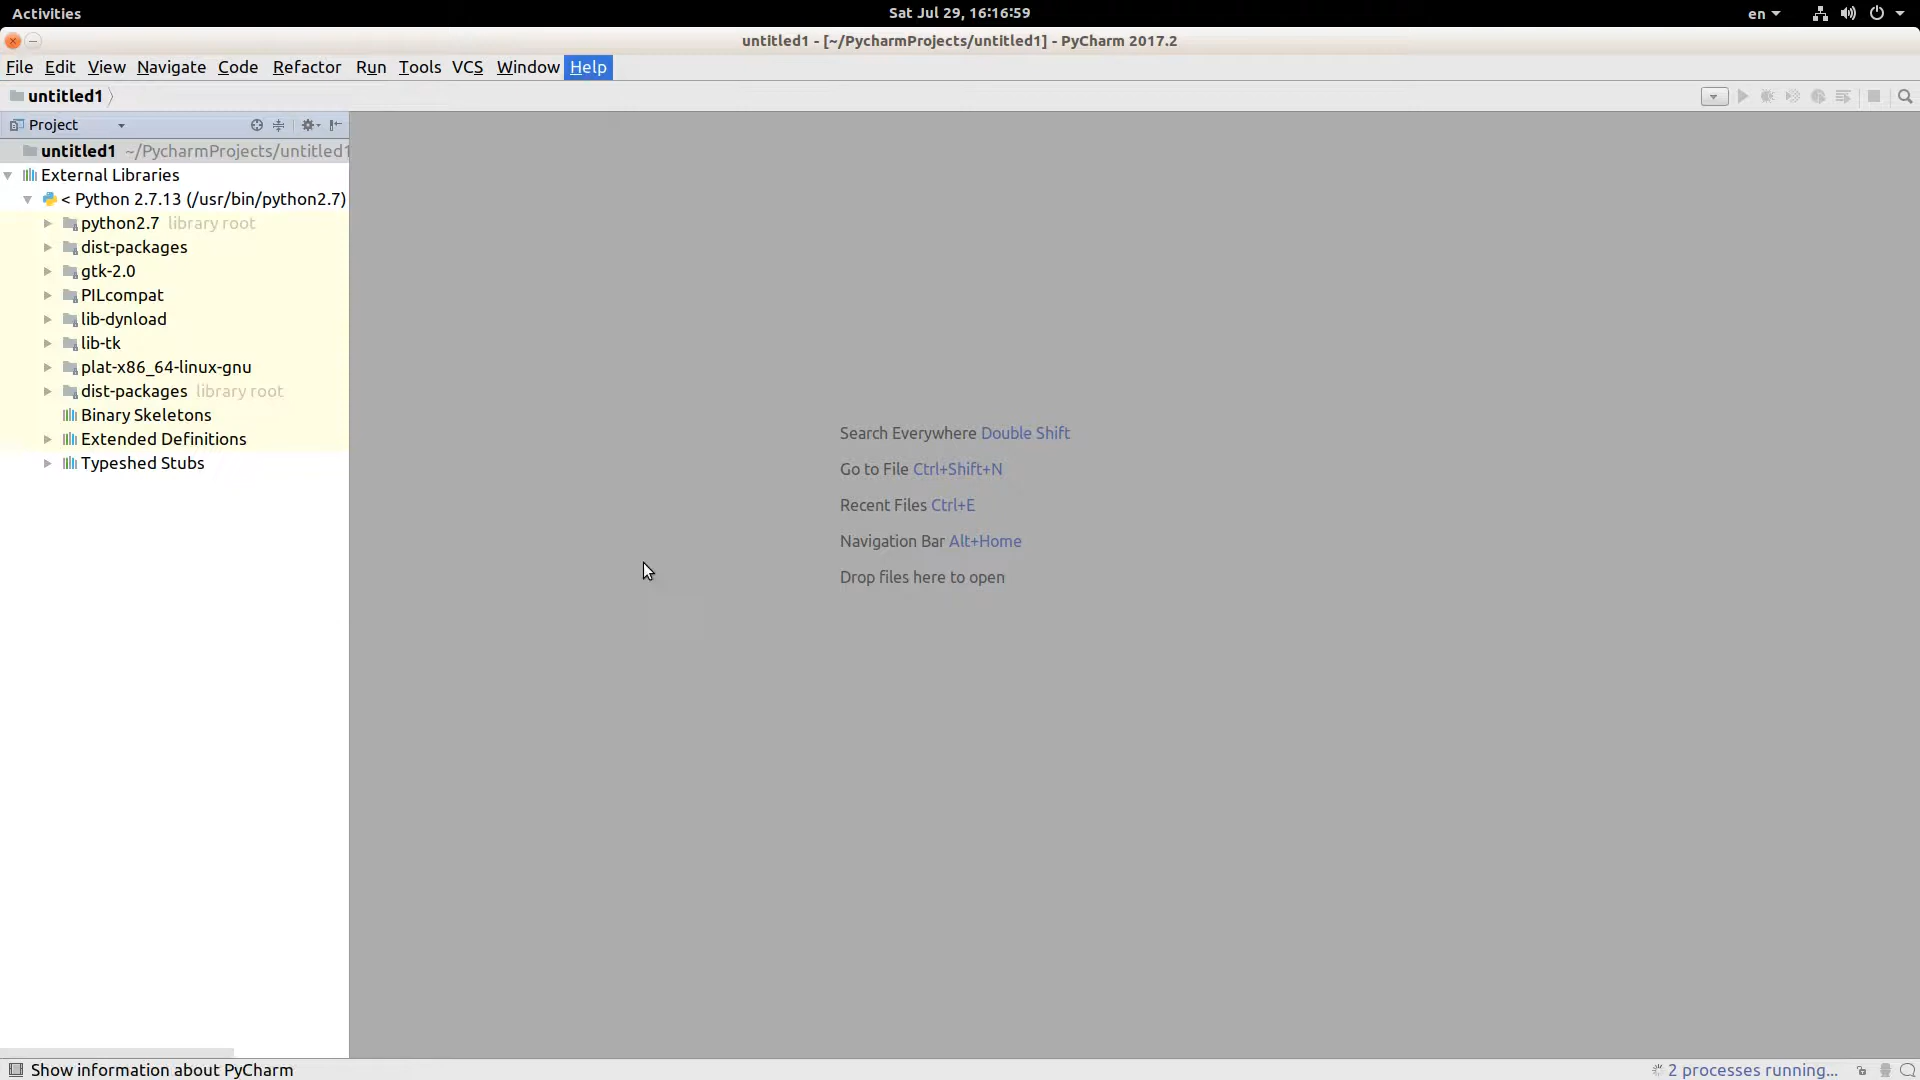 Activities
Sat Jul 29, 16:16:59
en
untitled1 - [~/PycharmProjects/untitled1] - PyCharm 2017.2
File Edit View Navigate Code Refactor Run Tools VCS Window Help
untitled1
Project
untitled1 ~/PycharmProjects/untitled1
External Libraries
< Python 2.7.13 (/usr/bin/python2.7)
python2.7 library root
dist-packages
gtk-2.0
PILcompat
lib-dynload
lib-tk
plat-x86_64-linux-gnu
dist-packages library root
Binary Skeletons
Extended Definitions
Typeshed Stubs
Search Everywhere Double Shift
Go to File Ctrl+Shift+N
Recent Files Ctrl+E
Navigation Bar Alt+Home
Drop files here to open
Show information about PyCharm
2 processes running...